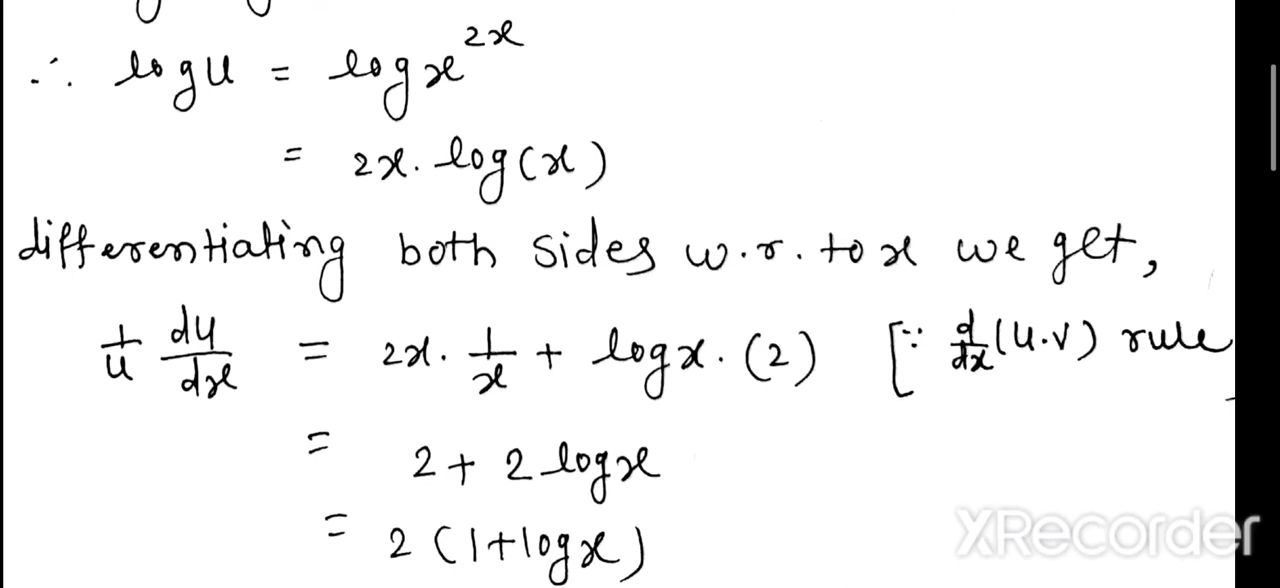 ∴ log u = log x^{2x}
= 2x. log(x)
differentiating both sides w.r. to x we get,
1/u du/dx = 2x. 1/x + log x. (2) [∵ d/dx (u.v) rule
= 2 + 2 log x
= 2 (1+log x)
XRecorder